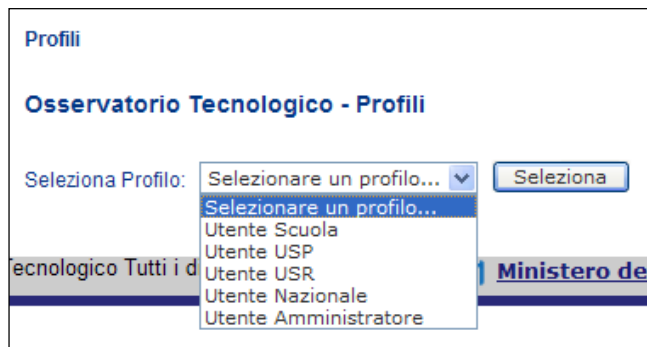 Profili
Osservatorio Tecnologico - Profili
Seleziona Profilo: Selezionare un profilo... Seleziona
Selezionare un profilo...
Utente Scuola
Utente USP
Utente USR
Utente Nazionale
Utente Amministratore
ecnologico Tutti i d Ministero de